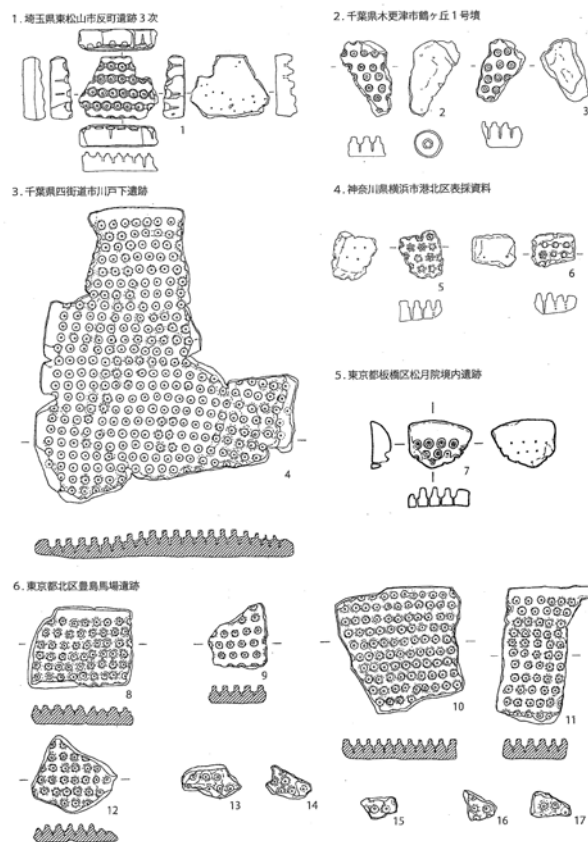 1. 埼玉県東松山市反町遺跡3次
2. 千葉県木更津市鶴ヶ丘1号墳
1
2
3
3. 千葉県四街道市川戸下遺跡
4. 神奈川県横浜市港北区表採資料
5
6
5. 東京都板橋区松月院境内遺跡
4
7
6. 東京都北区豊島馬場遺跡
8
9
10
11
12
13
14
15
16
17